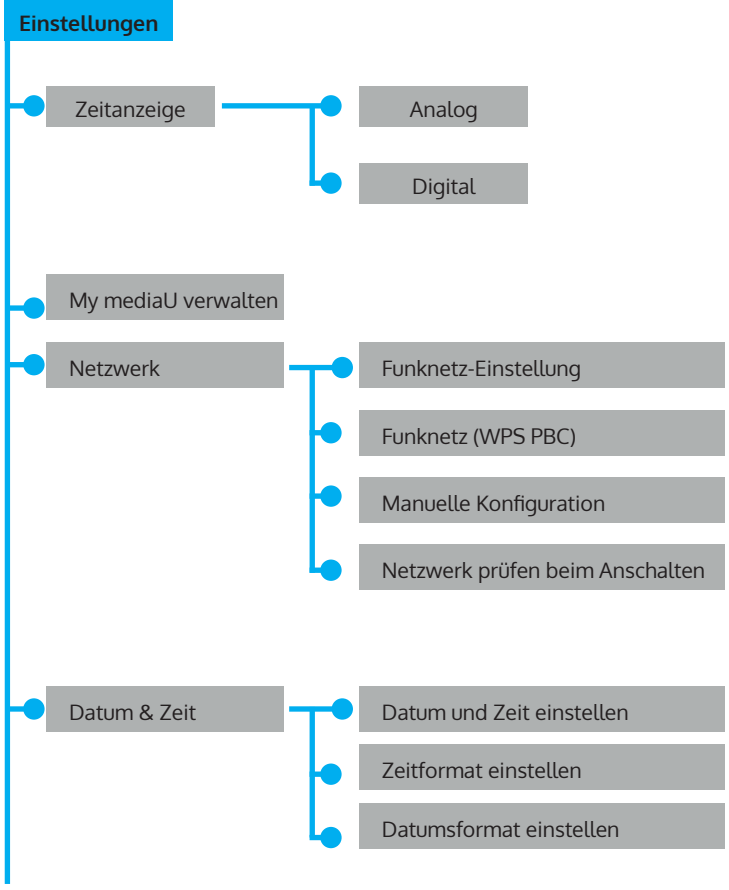 Einstellungen
Zeitanzeige
Analog
Digital
My mediaU verwalten
Netzwerk
Funknetz-Einstellung
Funknetz (WPS PBC)
Manuelle Konfiguration
Netzwerk prüfen beim Anschalten
Datum & Zeit
Datum und Zeit einstellen
Zeitformat einstellen
Datumsformat einstellen